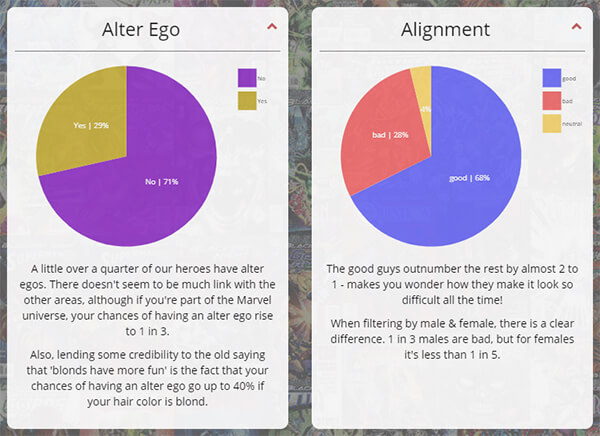 Alter Ego
No
Yes
Yes | 29%
No | 71%
A little over a quarter of our heroes have alter
egos. There doesn't seem to be much link with the
other areas, although if you're part of the Marvel
universe, your chances of having an alter ego rise
to 1 in 3.
Also, lending some credibility to the old saying
that 'blonds have more fun' is the fact that your
chances of having an alter ego go up to 40% if
your hair color is blond.
Alignment
good
bad
neutral
4%
bad | 28%
good | 68%
The good guys outnumber the rest by almost 2 to
1 - makes you wonder how they make it look so
difficult all the time!
When filtering by male & female, there is a clear
difference. 1 in 3 males are bad, but for females
it's less than 1 in 5.